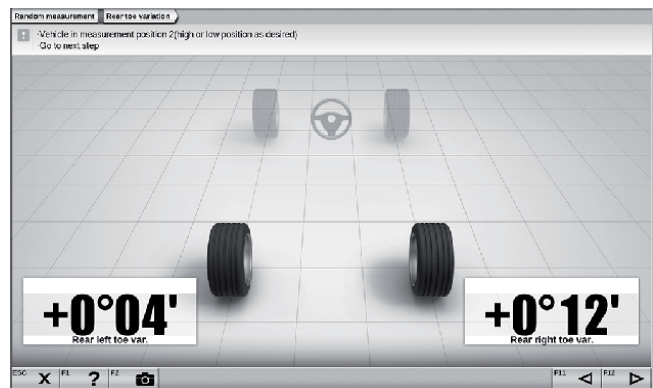 Random measurement Rear toe variation
-Vehicle in measurement position 2(high or low position as desired)
-Go to next step
+0°04'
Rear left toe var.
+0°12'
Rear right toe var.
ESC X F1 ? F2 F11 F12